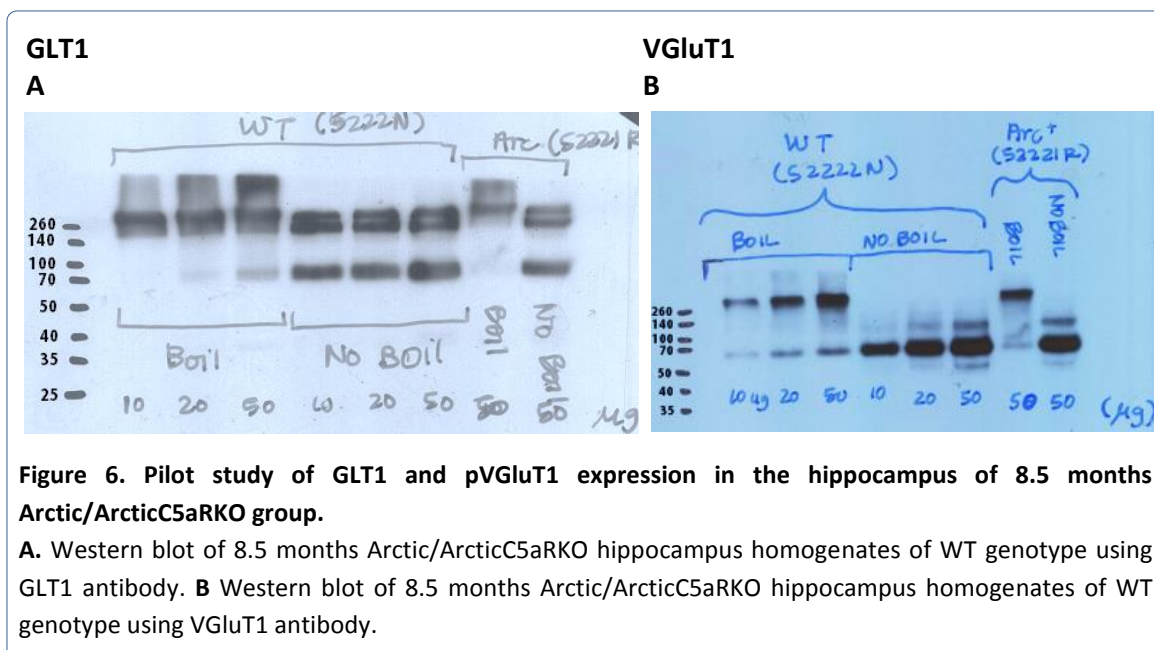 GLT1
VGluT1
A
B
WT (5222N)
Arc (52221R
260
140
100
70
50
40
35
25
Boil
NO BOIL
Boil
NO Boil
10 20 50 10 20 50 50 50 μg
WT
(52222N)
Arc+
(52221R)
BOIL
NO BOIL
BOIL
NO BOIL
260
140
100
70
50
40
35
10 ug 20 50 10 20 50 50 50 (μg)
Figure 6. Pilot study of GLT1 and pVGluT1 expression in the hippocampus of 8.5 months
Arctic/ArcticC5aRKO group.
A. Western blot of 8.5 months Arctic/ArcticC5aRKO hippocampus homogenates of WT genotype using
GLT1 antibody. B Western blot of 8.5 months Arctic/ArcticC5aRKO hippocampus homogenates of WT
genotype using VGluT1 antibody.